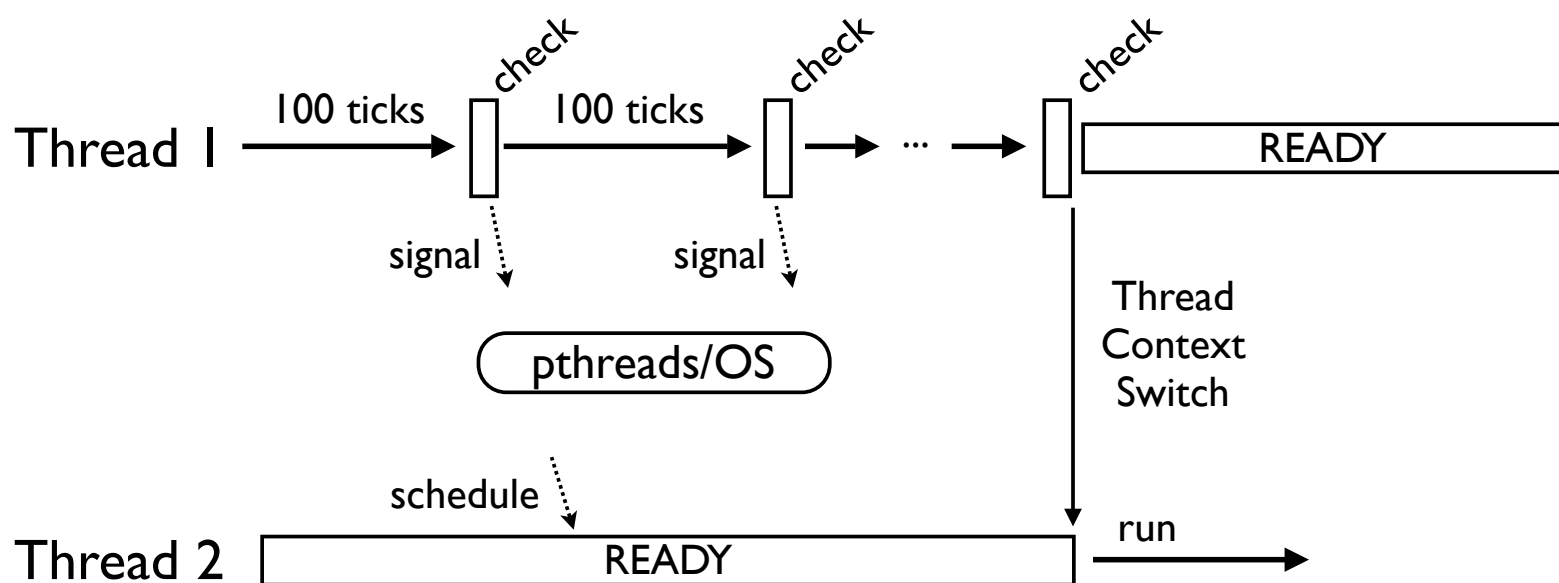 check check check
100 ticks 100 ticks
Thread 1 ... READY
signal signal
Thread
Context
Switch
pthreads/OS
schedule
run
Thread 2 READY